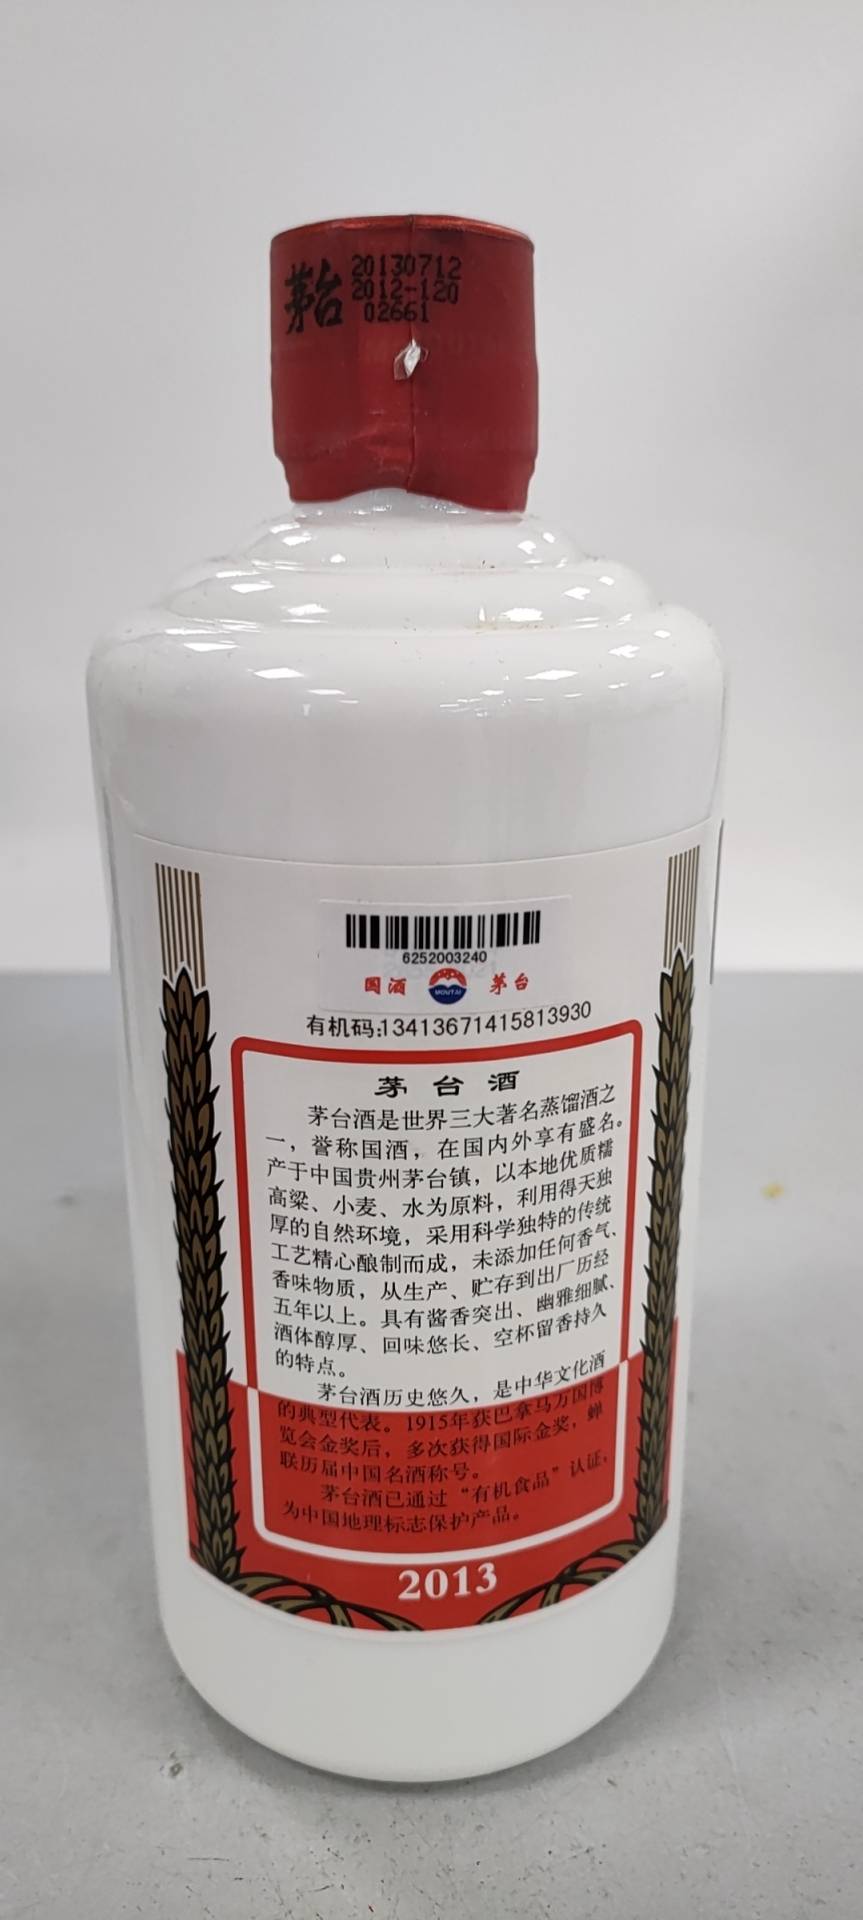 茅台
20130712
2012-120
02661
6252003240
国酒 MOUTAI 茅台
有机码:13413671415813930
茅台酒
茅台酒是世界三大著名蒸馏酒之
一，誉称国酒，在国内外享有盛名。
产于中国贵州茅台镇，以本地优质糯
高粱、小麦、水为原料，利用得天独
厚的自然环境，采用科学独特的传统
工艺精心酿制而成，未添加任何香气、
香味物质，从生产、贮存到出厂历经
五年以上。具有酱香突出、幽雅细腻、
酒体醇厚、回味悠长、空杯留香持久
的特点。
茅台酒历史悠久，是中华文化酒
的典型代表。1915年获巴拿马万国博
览会金奖后，多次获得国际金奖，蝉
联历届中国名酒称号。
茅台酒已通过“有机食品”认证，
为中国地理标志保护产品。
2013